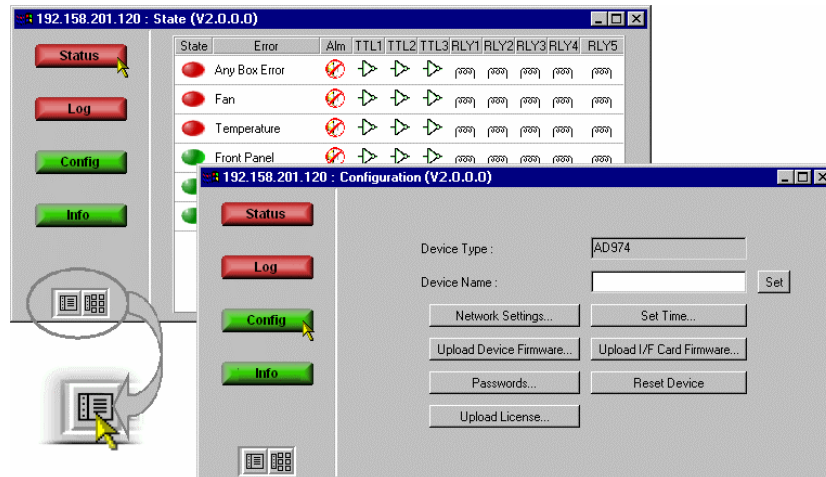 192.158.201.120 : State (V2.0.0.0)
Status
Log
Config
Info
State Error Alm TTL1 TTL2 TTL3 RLY1 RLY2 RLY3 RLY4 RLY5
Any Box Error
Fan
Temperature
Front Panel
192.158.201.120 : Configuration (V2.0.0.0)
Status
Log
Config
Info
Device Type : AD974
Device Name : Set
Network Settings... Set Time...
Upload Device Firmware... Upload I/F Card Firmware...
Passwords... Reset Device
Upload License...